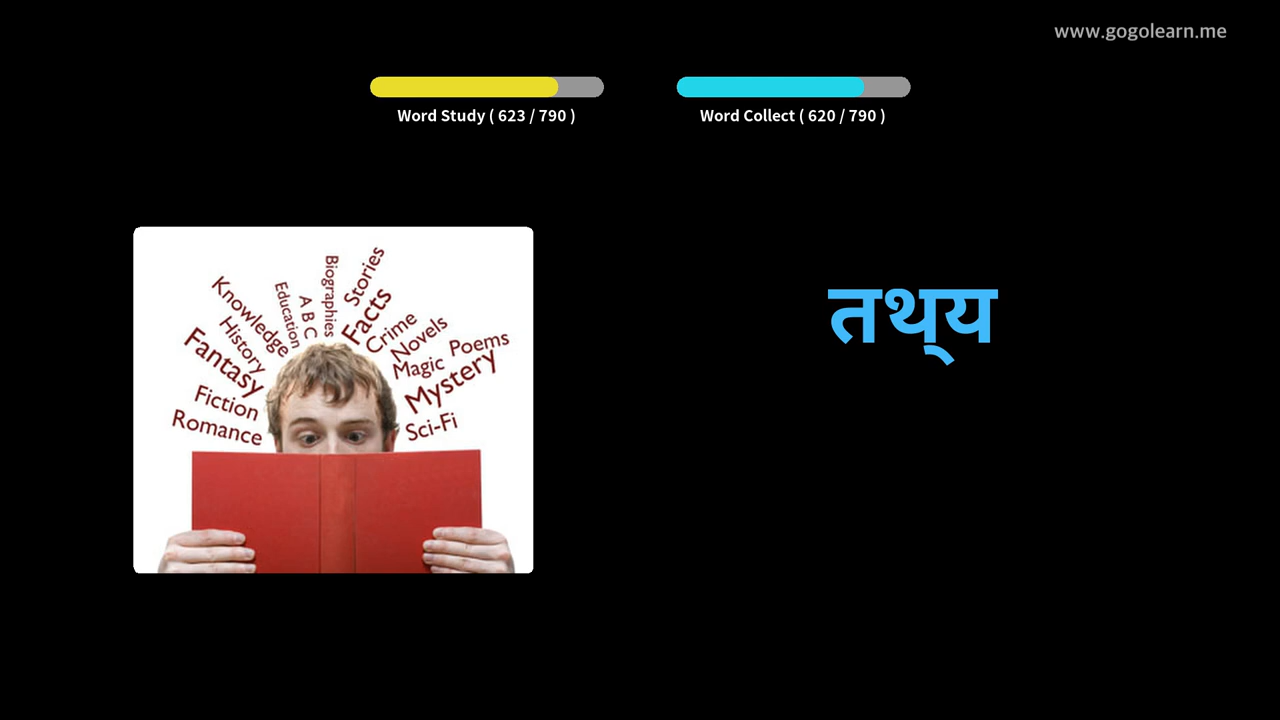 www.gogolearn.me
Word Study ( 623 / 790 )
Word Collect ( 620 / 790 )
Knowledge
History
Fantasy
Fiction
Romance
Education
A B C
Biographies
Stories
Facts
Crime
Novels
Magic
Poems
Mystery
Sci-Fi
तथ्‌य